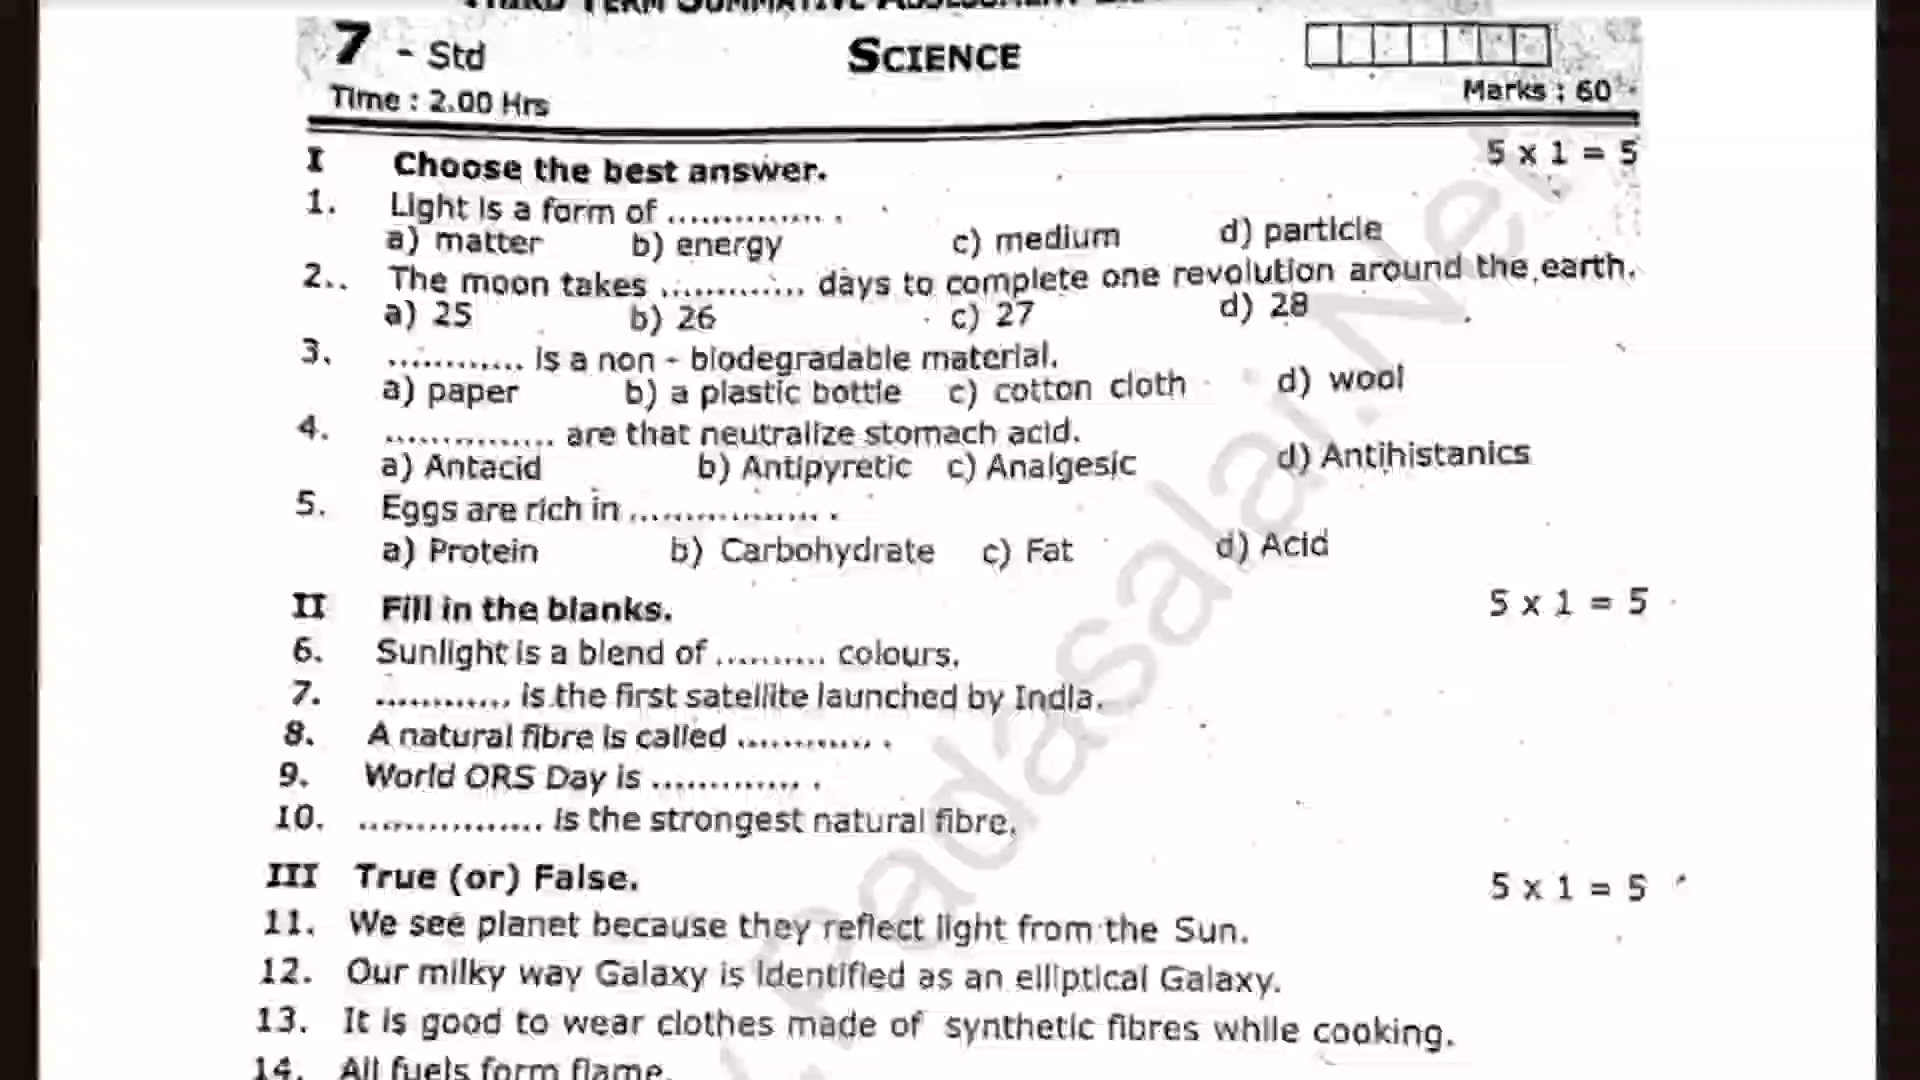 THIRD TERM SUMMATIVE ASSESSMENT
7 - Std
SCIENCE
Time : 2.00 Hrs
Marks : 60
I Choose the best answer. 5 x 1 = 5
1. Light is a form of ............... .
a) matter b) energy c) medium d) particle
2.. The moon takes ............. days to complete one revolution around the earth.
a) 25 b) 26 c) 27 d) 28
3. ............ is a non - biodegradable material.
a) paper b) a plastic bottle c) cotton cloth d) wool
4. ............... are that neutralize stomach acid.
a) Antacid b) Antipyretic c) Analgesic d) Antihistanics
5. Eggs are rich in ................. .
a) Protein b) Carbohydrate c) Fat d) Acid
II Fill in the blanks. 5 x 1 = 5
6. Sunlight is a blend of .......... colours.
7. ............ is the first satellite launched by India.
8. A natural fibre is called ............ .
9. World ORS Day is ............. .
10. ................ is the strongest natural fibre.
III True (or) False. 5 x 1 = 5
11. We see planet because they reflect light from the Sun.
12. Our milky way Galaxy is identified as an elliptical Galaxy.
13. It is good to wear clothes made of synthetic fibres while cooking.
14. All fuels form flame.
Padasalai.Net